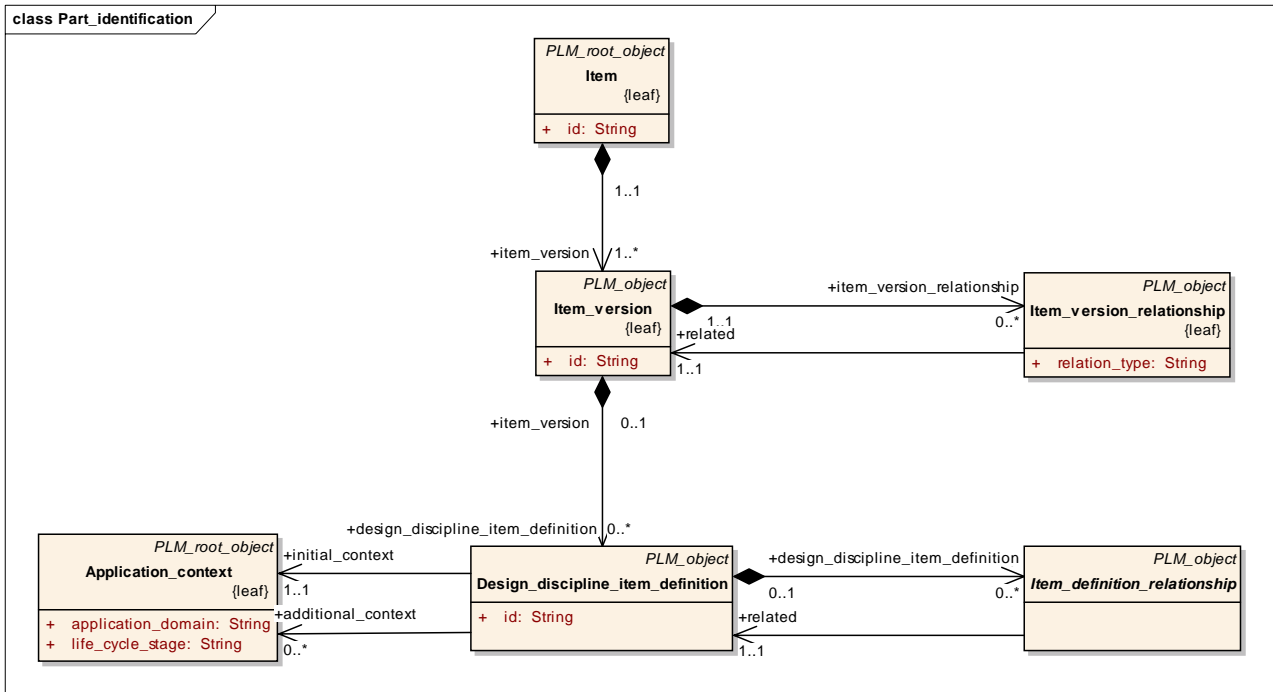 class Part_identification
PLM_root_object
Item
{leaf}
+ id: String
1..1
+item_version
1..*
PLM_object
Item_version
{leaf}
+ id: String
+item_version_relationship
1..1
0..*
+related
1..1
PLM_object
Item_version_relationship
{leaf}
+ relation_type: String
+item_version
0..1
+design_discipline_item_definition
0..*
PLM_root_object
Application_context
{leaf}
+ application_domain: String
+ life_cycle_stage: String
+initial_context
1..1
+additional_context
0..*
PLM_object
Design_discipline_item_definition
+ id: String
+design_discipline_item_definition
0..1
0..*
+related
1..1
PLM_object
Item_definition_relationship